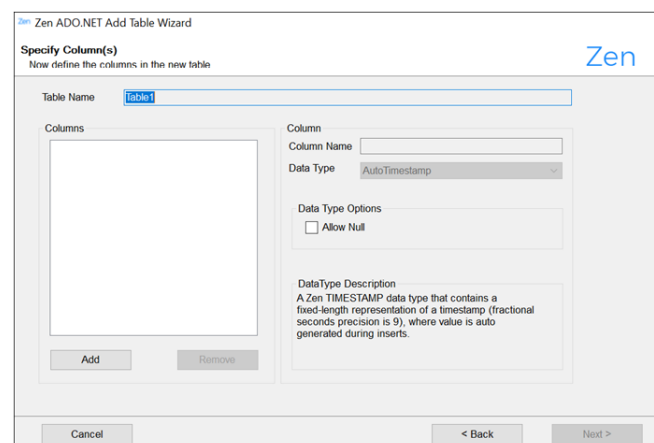 Zen Zen ADO.NET Add Table Wizard
Specify Column(s)
Now define the columns in the new table
Zen
Table Name Table1
Columns
Add Remove
Column
Column Name
Data Type AutoTimestamp
Data Type Options
Allow Null
DataType Description
A Zen TIMESTAMP data type that contains a
fixed-length representation of a timestamp (fractional
seconds precision is 9), where value is auto
generated during inserts.
Cancel < Back Next >